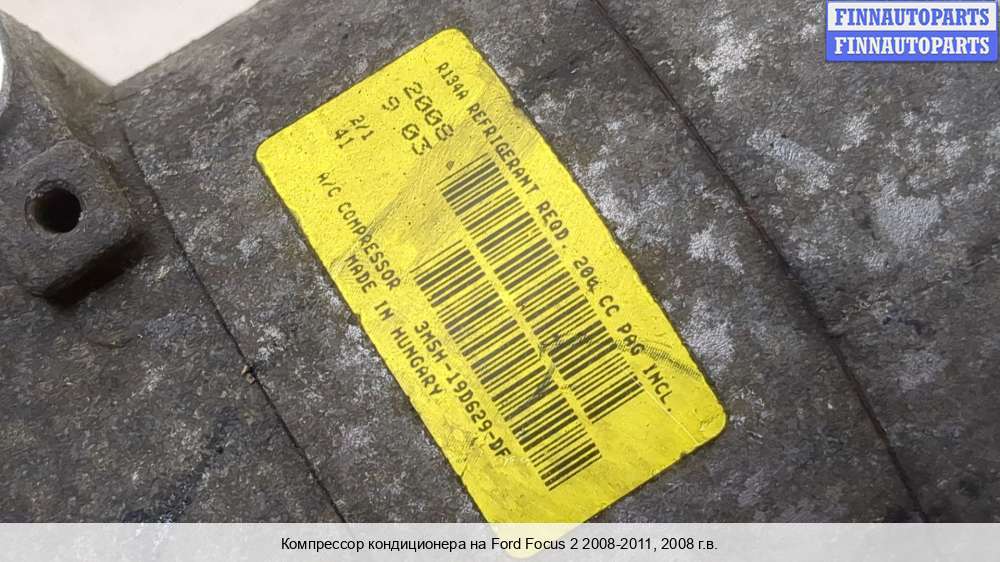 FINNAUTOPARTS
FINNAUTOPARTS
R134A REFRIGERANT REQD. 200 CC PAG INCL.
2008
9 03
2/1
41
A/C COMPRESSOR 3M5H-19D629-DF
MADE IN HUNGARY
Компрессор кондиционера на Ford Focus 2 2008-2011, 2008 г.в.